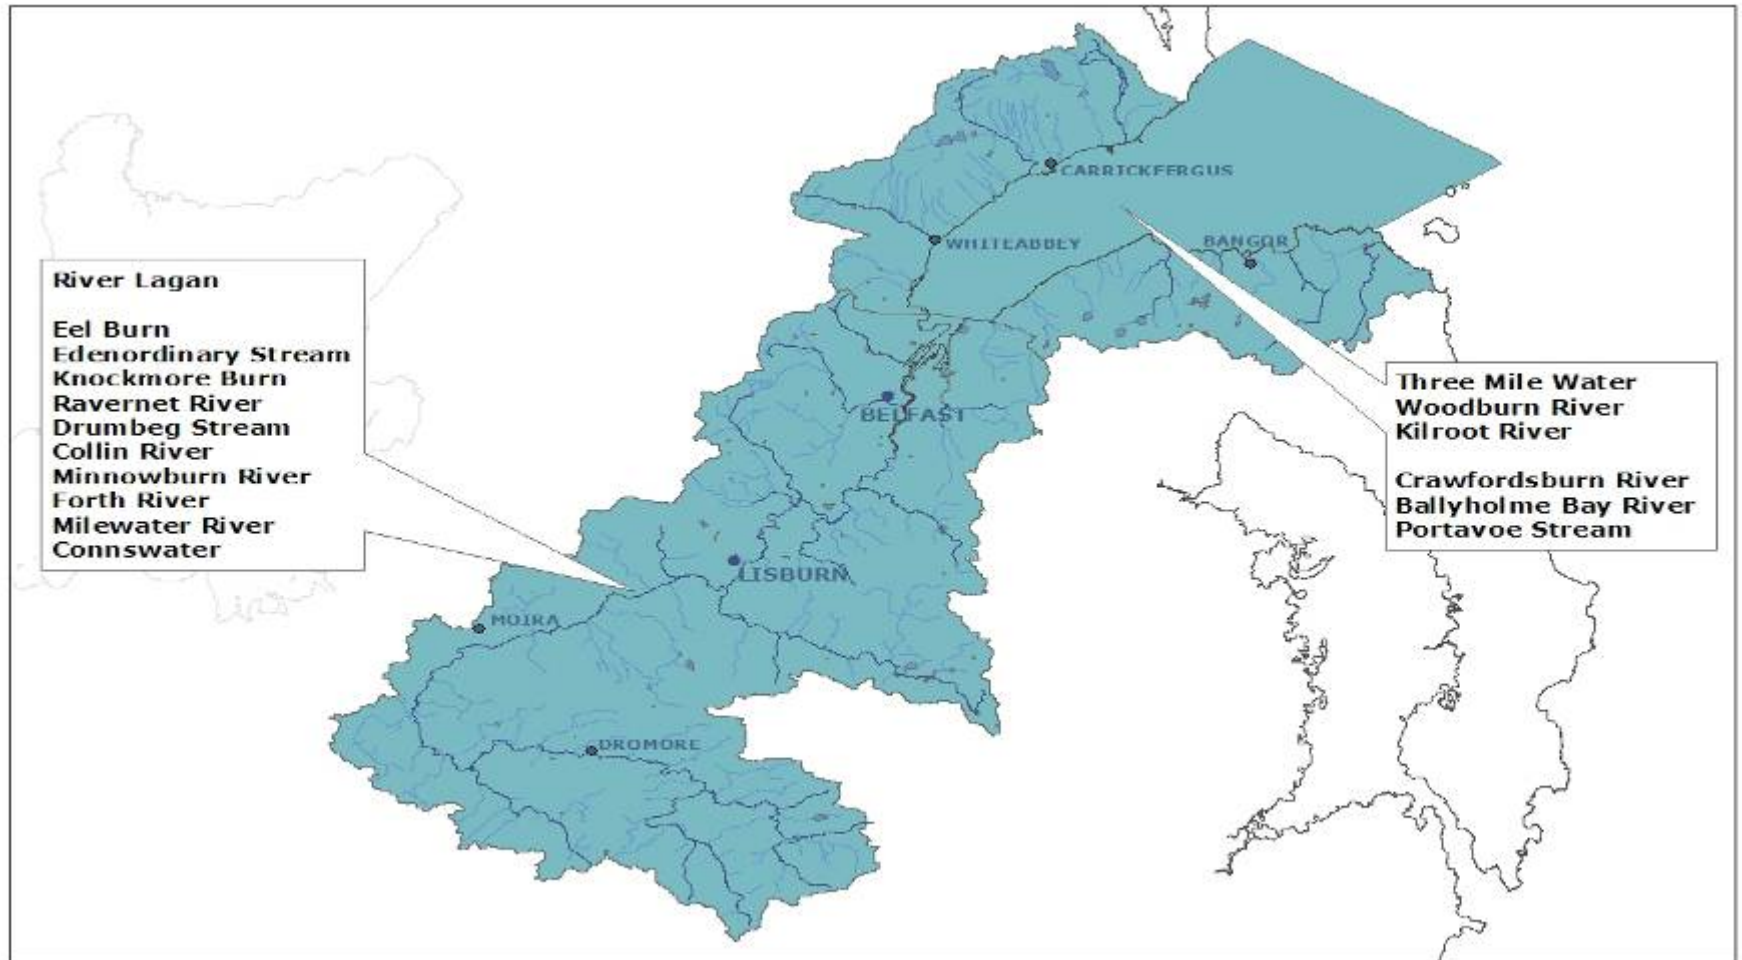 River Lagan
Eel Burn
Edenordinary Stream
Knockmore Burn
Ravernet River
Drumbeg Stream
Collin River
Minnowburn River
Forth River
Milewater River
Connswater
CARRICKFERGUS
WHITEABBEY
BANGOR
BELFAST
LISBURN
MOIRA
DROMORE
Three Mile Water
Woodburn River
Kilroot River
Crawfordsburn River
Ballyholme Bay River
Portavoe Stream